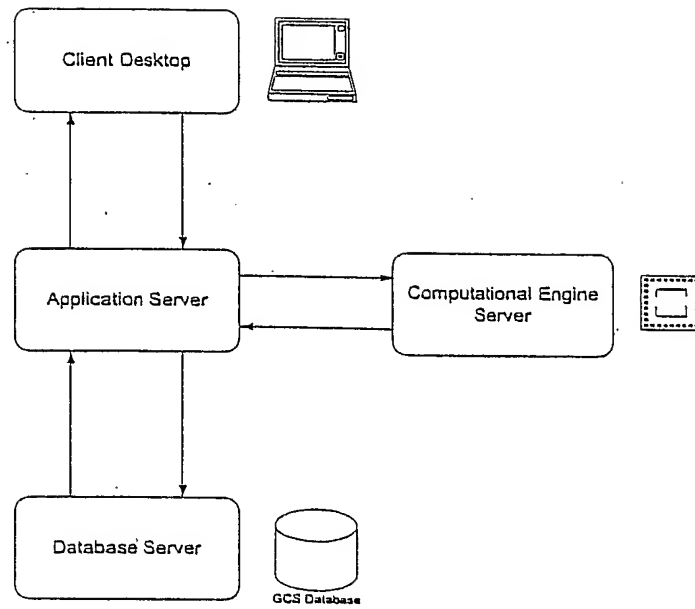 Client Desktop
Application Server
Computational Engine
Server
Database Server
GCS Database